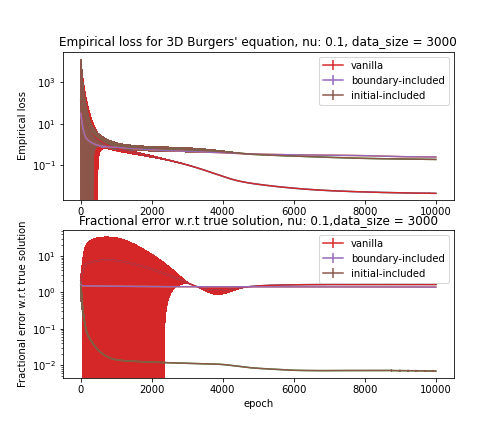 Empirical loss for 3D Burgers' equation, nu: 0.1, data_size = 3000
Empirical loss
10³
10¹
10⁻¹
vanilla
boundary-included
initial-included
0 2000 4000 6000 8000 10000
Fractional error w.r.t true solution, nu: 0.1,data_size = 3000
Fractional error w.r.t true solution
10¹
10⁰
10⁻¹
10⁻²
vanilla
boundary-included
initial-included
0 2000 4000 6000 8000 10000
epoch